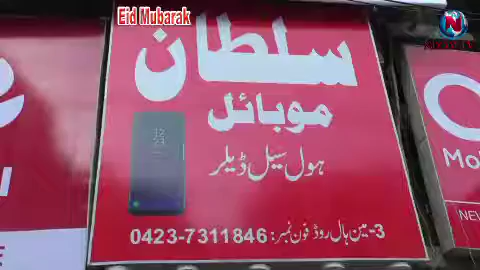 Eid Mubarak
سلطان
موبائل
ہول سیل ڈیلر
3-مین ہال روڈ فون نمبر: 0423-7311846